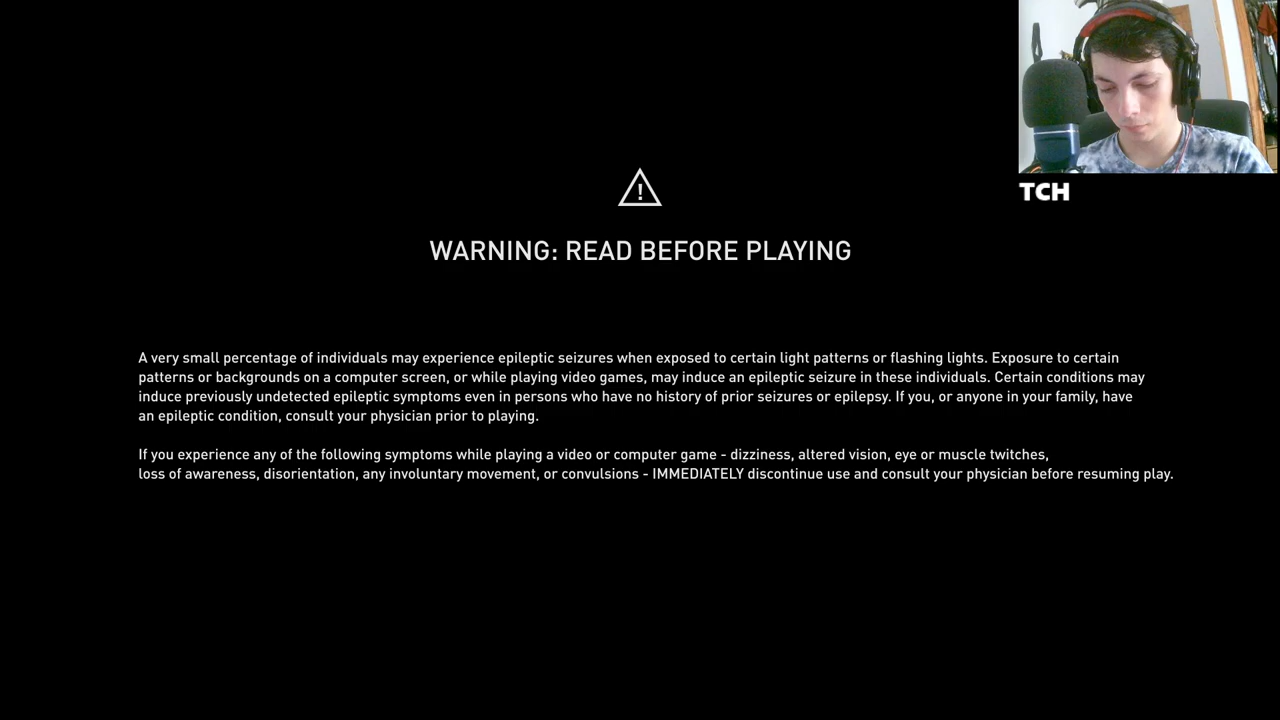 TCH
WARNING: READ BEFORE PLAYING
A very small percentage of individuals may experience epileptic seizures when exposed to certain light patterns or flashing lights. Exposure to certain
patterns or backgrounds on a computer screen, or while playing video games, may induce an epileptic seizure in these individuals. Certain conditions may
induce previously undetected epileptic symptoms even in persons who have no history of prior seizures or epilepsy. If you, or anyone in your family, have
an epileptic condition, consult your physician prior to playing.
If you experience any of the following symptoms while playing a video or computer game - dizziness, altered vision, eye or muscle twitches,
loss of awareness, disorientation, any involuntary movement, or convulsions - IMMEDIATELY discontinue use and consult your physician before resuming play.